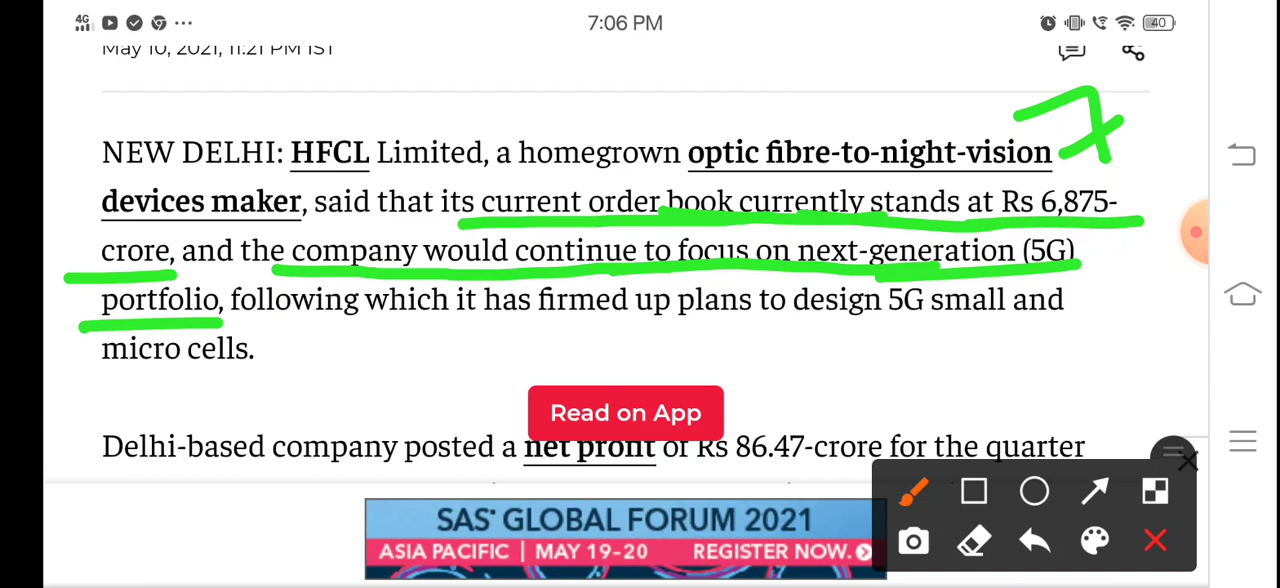 4G
7:06 PM
40
May 10, 2021, 11:21 PM IST
NEW DELHI: HFCL Limited, a homegrown optic fibre-to-night-vision
devices maker, said that its current order book currently stands at Rs 6,875-
crore, and the company would continue to focus on next-generation (5G)
portfolio, following which it has firmed up plans to design 5G small and
micro cells.
Read on App
Delhi-based company posted a net profit of Rs 86.47-crore for the quarter
SAS GLOBAL FORUM 2021
ASIA PACIFIC | MAY 19-20 REGISTER NOW.